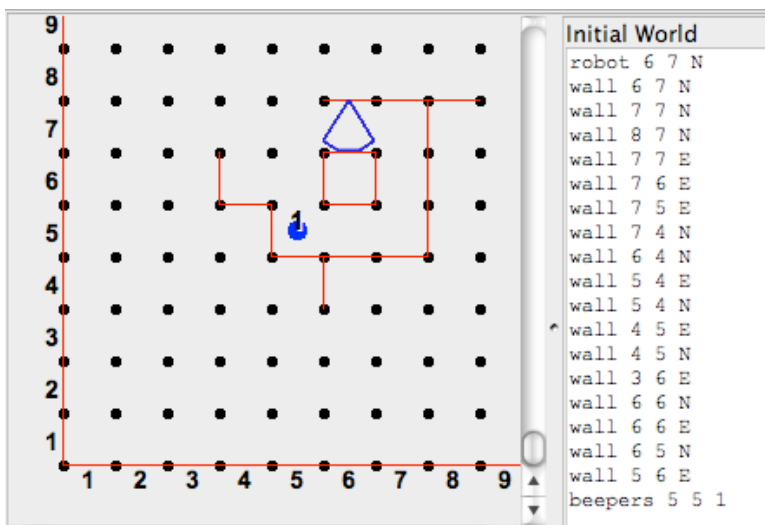 9
8
7
6
5
4
3
2
1
1
1 2 3 4 5 6 7 8 9
Initial World
robot 6 7 N
wall 6 7 N
wall 7 7 N
wall 8 7 N
wall 7 7 E
wall 7 6 E
wall 7 5 E
wall 7 4 N
wall 6 4 N
wall 5 4 E
wall 5 4 N
wall 4 5 E
wall 4 5 N
wall 3 6 E
wall 6 6 N
wall 6 6 E
wall 6 5 N
wall 5 6 E
beepers 5 5 1